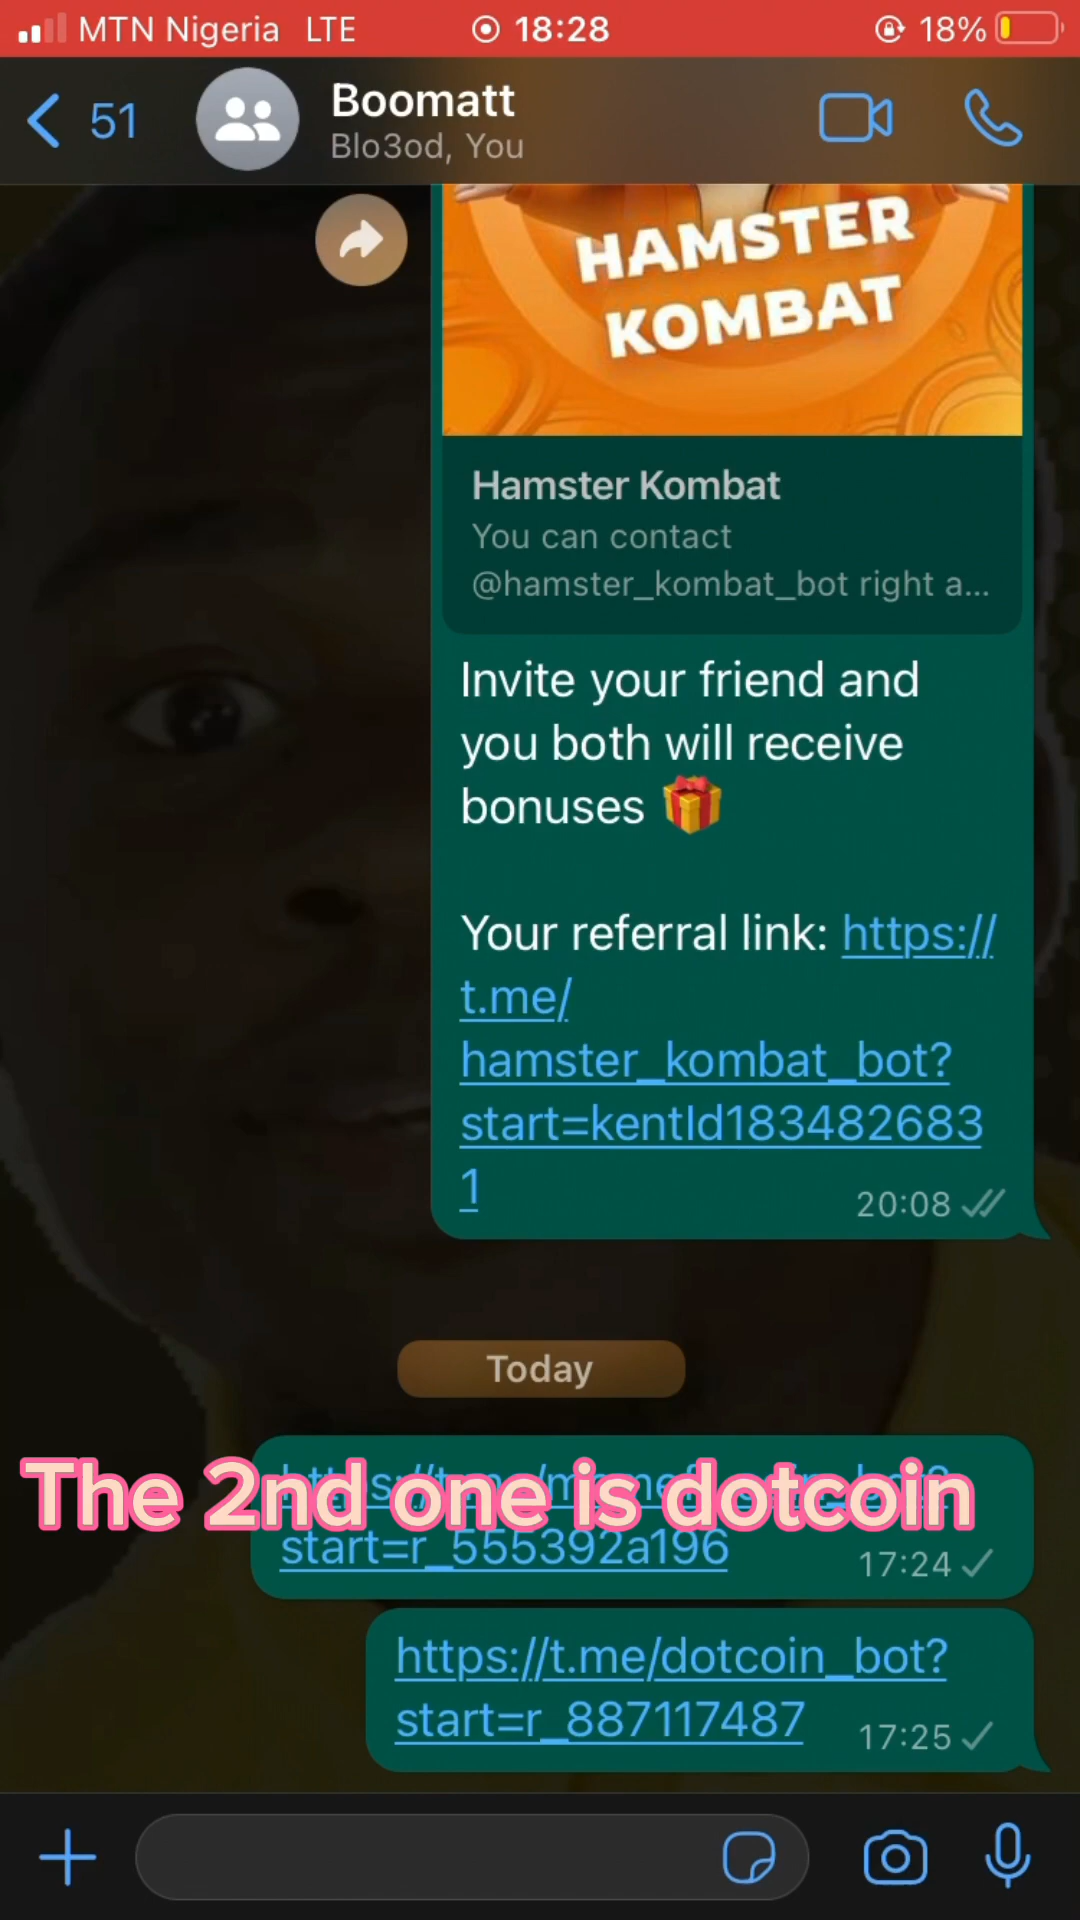 MTN Nigeria LTE 18:28 18%
51 Boomatt
Blo3od, You
HAMSTER
KOMBAT
Hamster Kombat
You can contact
@hamster_kombat_bot right a...
Invite your friend and
you both will receive
bonuses 🎁
Your referral link: https://
t.me/
hamster_kombat_bot?
start=kentId183482683
1
20:08
Today
The 2nd one is dotcoin
start=r_555392a196
17:24
https://t.me/dotcoin_bot?
start=r_887117487
17:25